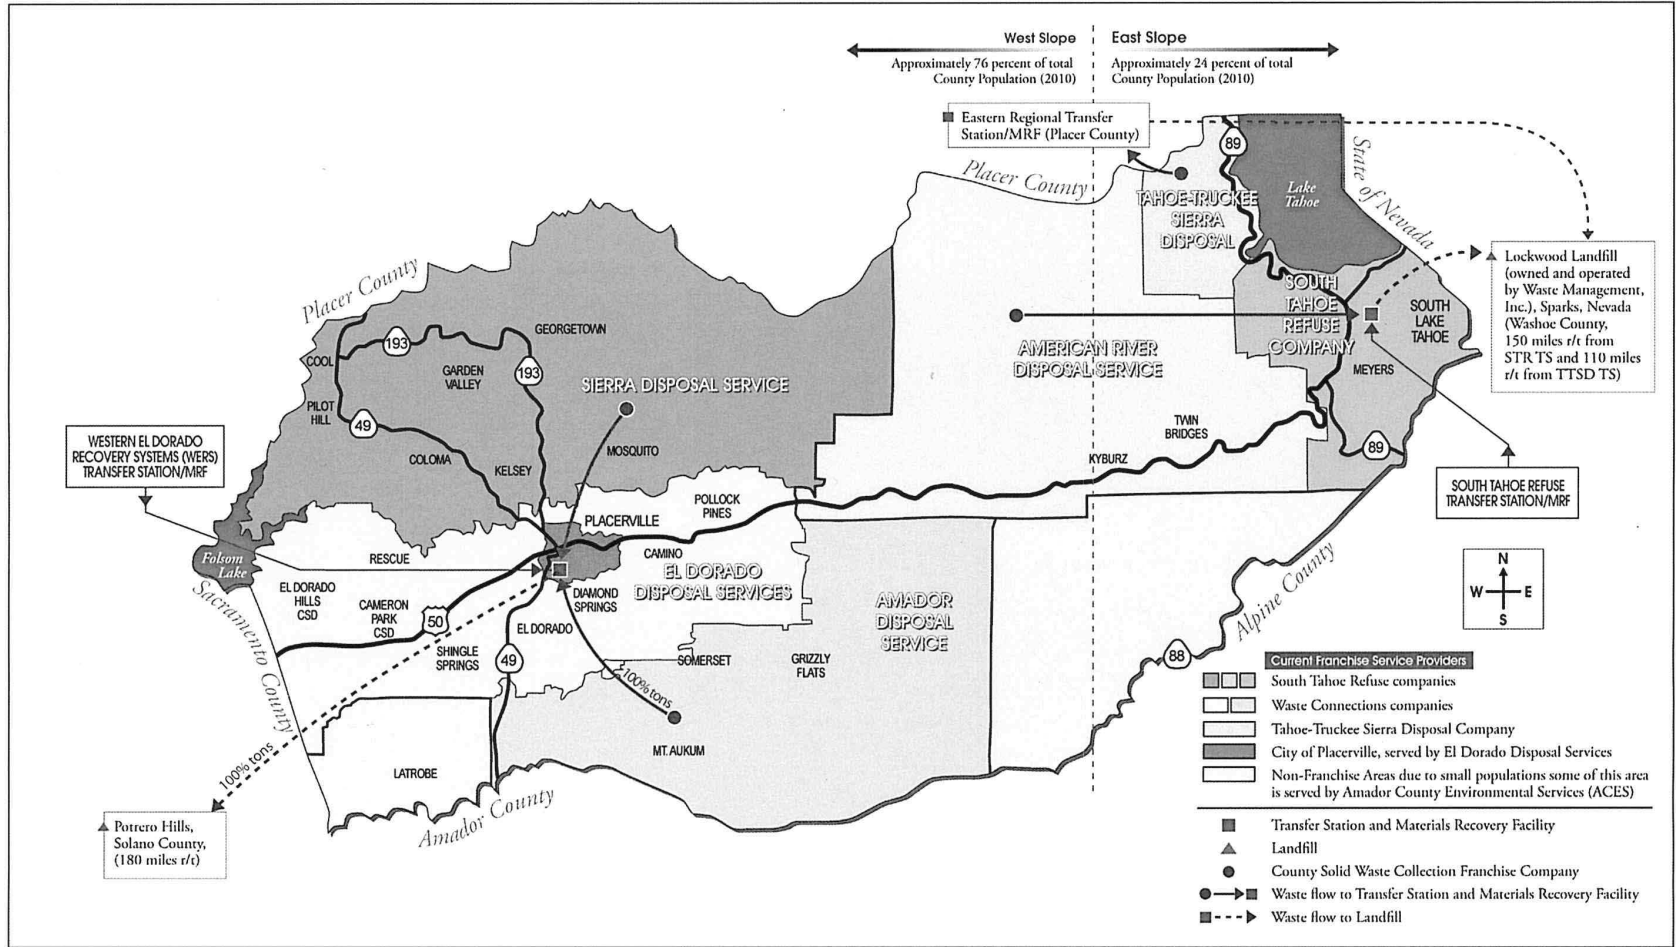 West Slope
Approximately 76 percent of total
County Population (2010)
East Slope
Approximately 24 percent of total
County Population (2010)
Eastern Regional Transfer
Station/MRF (Placer County)
89
Placer County
State of Nevada
Lake
Tahoe
TAHOE-TRUCKEE
SIERRA
DISPOSAL
Lockwood Landfill
(owned and operated
by Waste Management,
Inc.), Sparks, Nevada
(Washoe County,
150 miles r/t from
STR TS and 110 miles
r/t from TTSD TS)
Placer County
SOUTH
TAHOE
REFUSE
COMPANY
SOUTH
LAKE
TAHOE
MEYERS
GEORGETOWN
193
COOL
GARDEN
VALLEY
193
SIERRA DISPOSAL SERVICE
AMERICAN RIVER
DISPOSAL SERVICE
PILOT
HILL
49
TWIN
BRIDGES
WESTERN EL DORADO
RECOVERY SYSTEMS (WERS)
TRANSFER STATION/MRF
COLOMA
KELSEY
MOSQUITO
KYBURZ
89
SOUTH TAHOE REFUSE
TRANSFER STATION/MRF
POLLOCK
PINES
PLACERVILLE
Folsom
Lake
RESCUE
CAMINO
EL DORADO
DISPOSAL SERVICES
EL DORADO
HILLS
CSD
CAMERON
PARK
CSD
50
DIAMOND
SPRINGS
AMADOR
DISPOSAL
SERVICE
Sacramento County
EL DORADO
SHINGLE
SPRINGS
49
SOMERSET
GRIZZLY
FLATS
100% tons
88
Alpine County
N
W
E
S
MT. AUKUM
LATROBE
100% tons
Amador County
Potrero Hills,
Solano County,
(180 miles r/t)
Current Franchise Service Providers
South Tahoe Refuse companies
Waste Connections companies
Tahoe-Truckee Sierra Disposal Company
City of Placerville, served by El Dorado Disposal Services
Non-Franchise Areas due to small populations some of this area
is served by Amador County Environmental Services (ACES)
Transfer Station and Materials Recovery Facility
Landfill
County Solid Waste Collection Franchise Company
Waste flow to Transfer Station and Materials Recovery Facility
Waste flow to Landfill